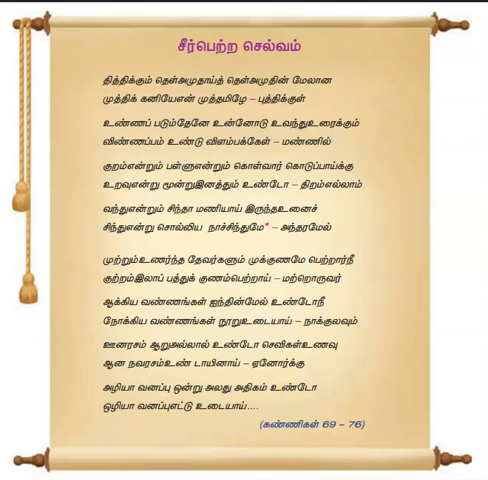 சீர்பெற்ற செல்வம்
தித்திக்கும் தெள்அமுதாய்த் தெள்அமுதின் மேலான
முத்திக் கனியேஎன் முத்தமிழே – புத்திக்குள்
உண்ணப் படும்தேனே உன்னோடு உவந்துஉரைக்கும்
விண்ணப்பம் உண்டு விளம்பக்கேள் – மண்ணில்
குறம்என்றும் பள்ளுஎன்றும் கொள்வார் கொடுப்பாய்க்கு
உறவுஎன்று மூன்றுஇனத்தும் உண்டோ – திறம்எல்லாம்
வந்துஎன்றும் சிந்தா மணியாய் இருந்தஉனைச்
சிந்துஎன்று சொல்லிய நாச்சிந்துமே* – அந்தரமேல்
முற்றும்உணர்ந்த தேவர்களும் முக்குணமே பெற்றார்நீ
குற்றம்இலாப் பத்துக் குணம்பெற்றாய் – மற்றொருவர்
ஆக்கிய வண்ணங்கள் ஐந்தின்மேல் உண்டோநீ
நோக்கிய வண்ணங்கள் நூறுஉடையாய் – நாக்குலவும்
ஊனரசம் ஆறுஅல்லால் உண்டோ செவிகள்உணவு
ஆன நவரசம்உண் டாயினாய் – ஏனோர்க்கு
அழியா வனப்பு ஒன்று அலது அதிகம் உண்டோ
ஒழியா வனப்புஎட்டு உடையாய்....
(கண்ணிகள் 69 – 76)